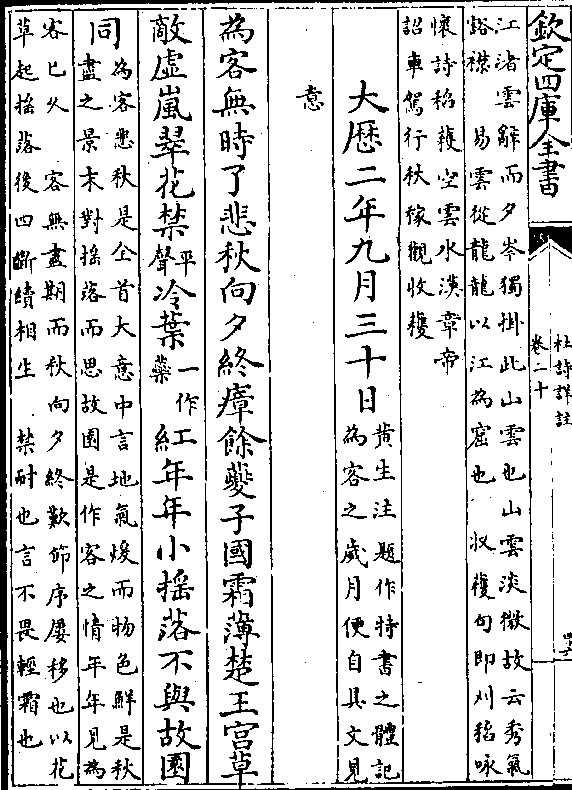 欽定四庫全書
杜詩詳註
卷二十
江渚雲辭而夕岑獨掛此山雲也山雲淡微故云秀氣
豁襟　易雲從龍龍以江為窟也　收穫句即刈稻咏
懷詩稻穫空雲水漢章帝
詔車駕行秋稼觀收穫
大歷二年九月三十日
黄生注題作特書之體記
為客之歲月便自具文見
意
為客無時了悲秋向夕終瘴餘夔子國霜薄楚王宫草
敵虚嵐翠花禁平聲冷葉一作蘂紅年年小揺落不與故園
同為客悲秋是全首大意中言地氣煖而物色鮮是秋
盡之景末對揺落而思故園是作客之情年年見為
客已久　客無盡期而秋向夕終歎節序屢移也以花
草起揺落後四斷續相生　禁耐也言不畏輕霜也